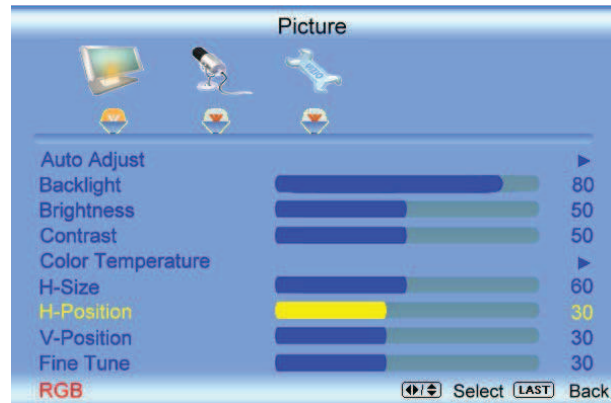 Picture
AUTO
Auto Adjust ►
Backlight 80
Brightness 50
Contrast 50
Color Temperature ►
H-Size 60
H-Position 30
V-Position 30
Fine Tune 30
RGB Select LAST Back